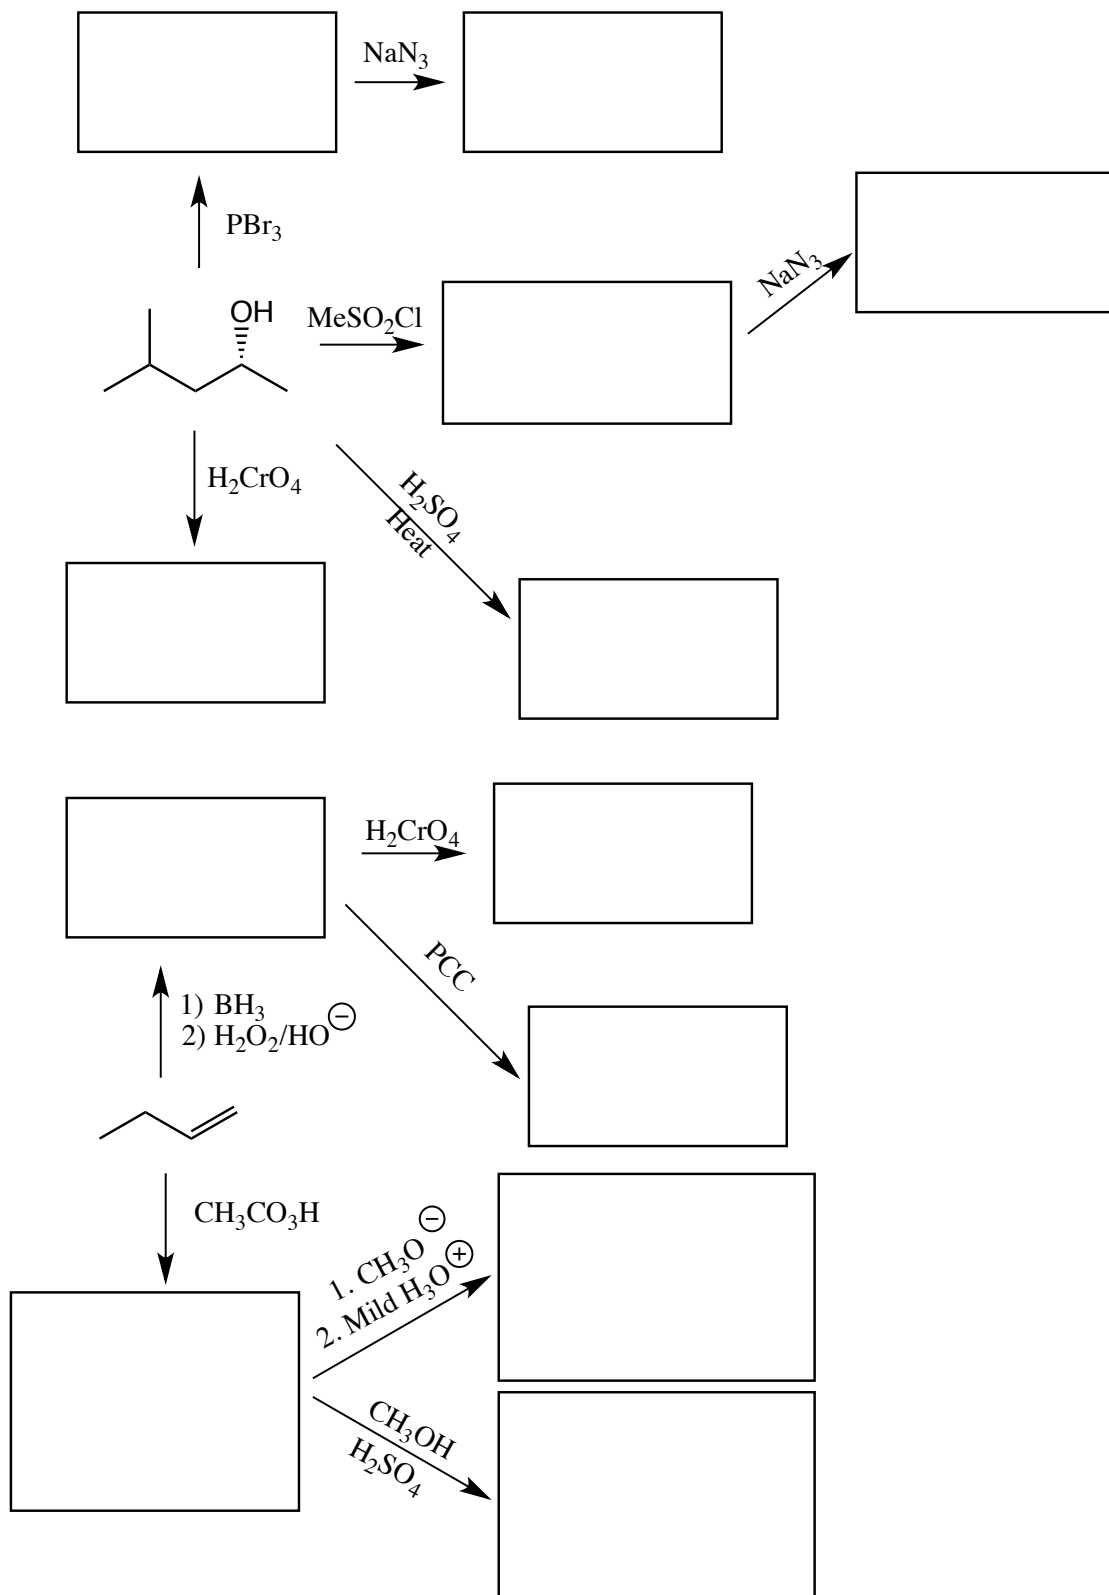 NaN3
PBr3
NaN3
OH
MeSO2Cl
H2CrO4
H2SO4
Heat
H2CrO4
PCC
1) BH3
2) H2O2/HO⊖
CH3CO3H
1. CH3O⊖
2. Mild H3O⊕
CH3OH
H2SO4